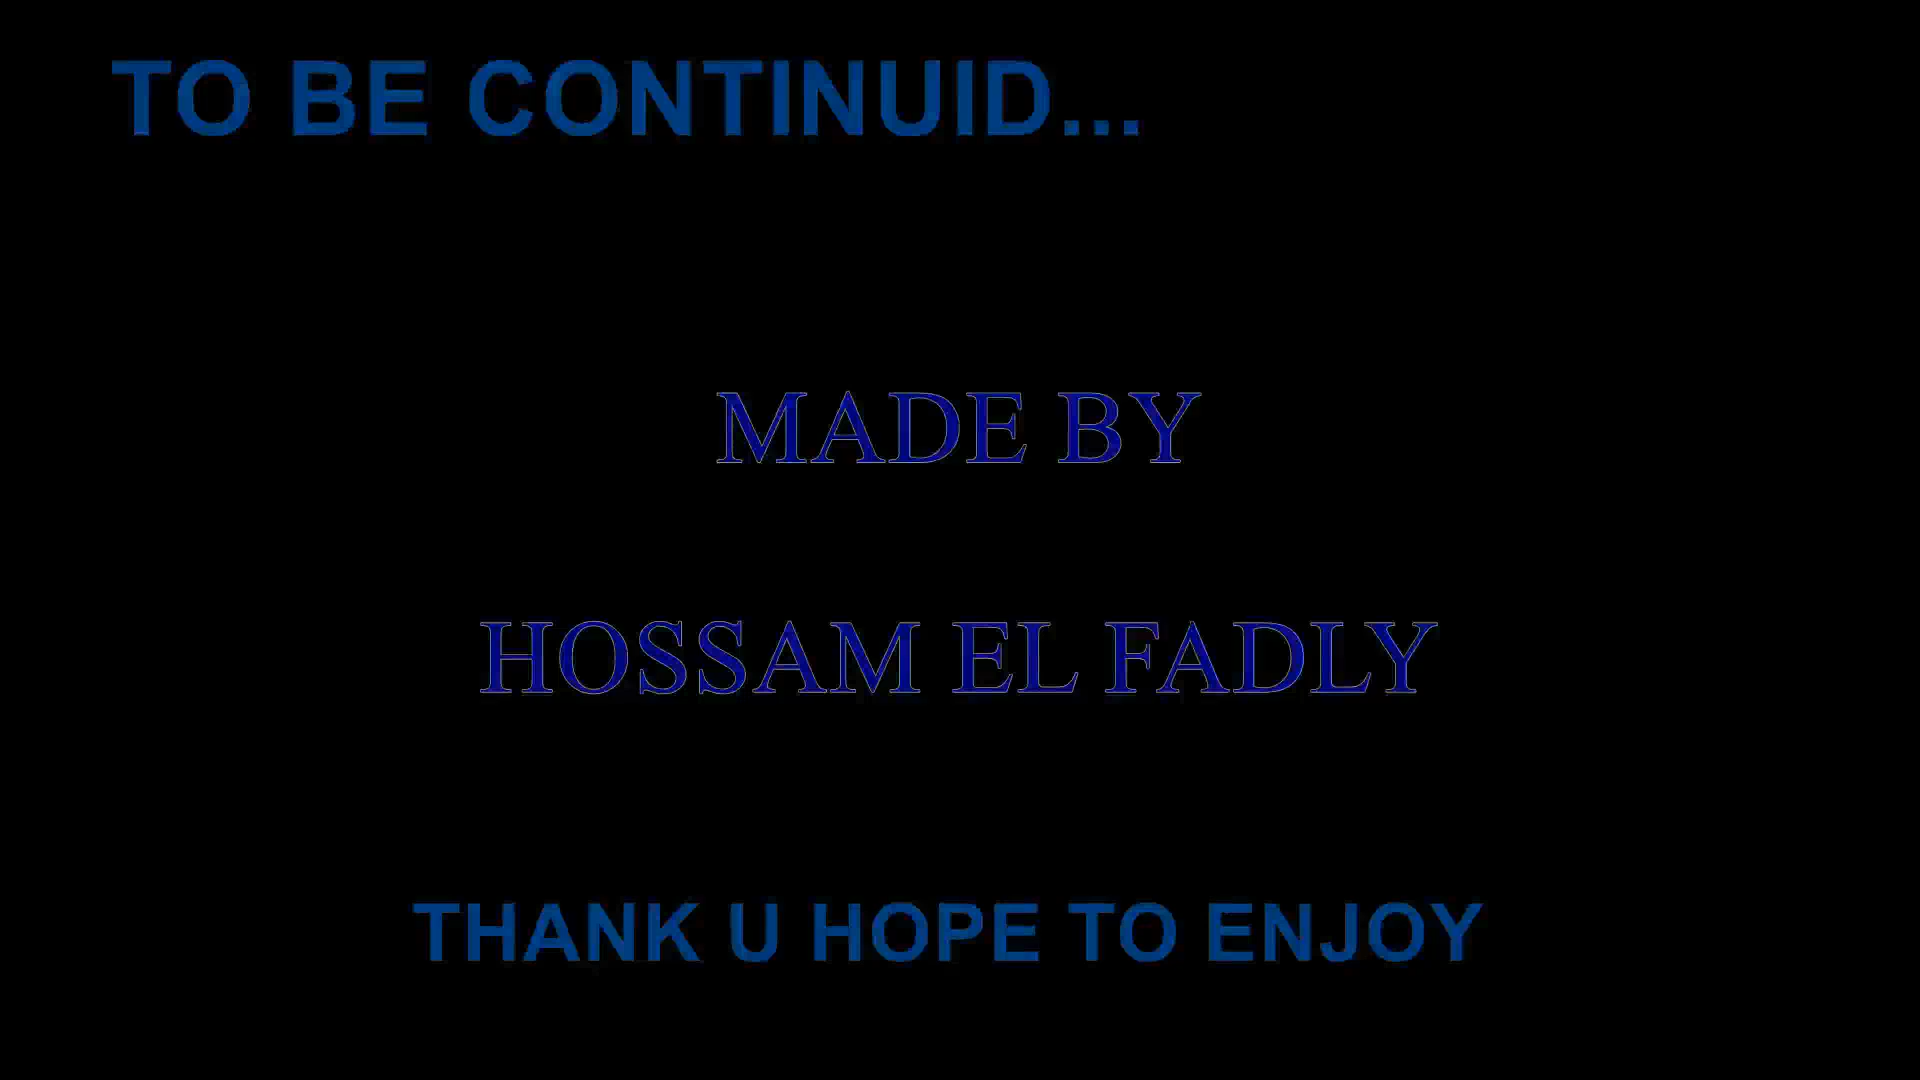 TO BE CONTINUID...
MADE BY
HOSSAM EL FADLY
THANK U HOPE TO ENJOY